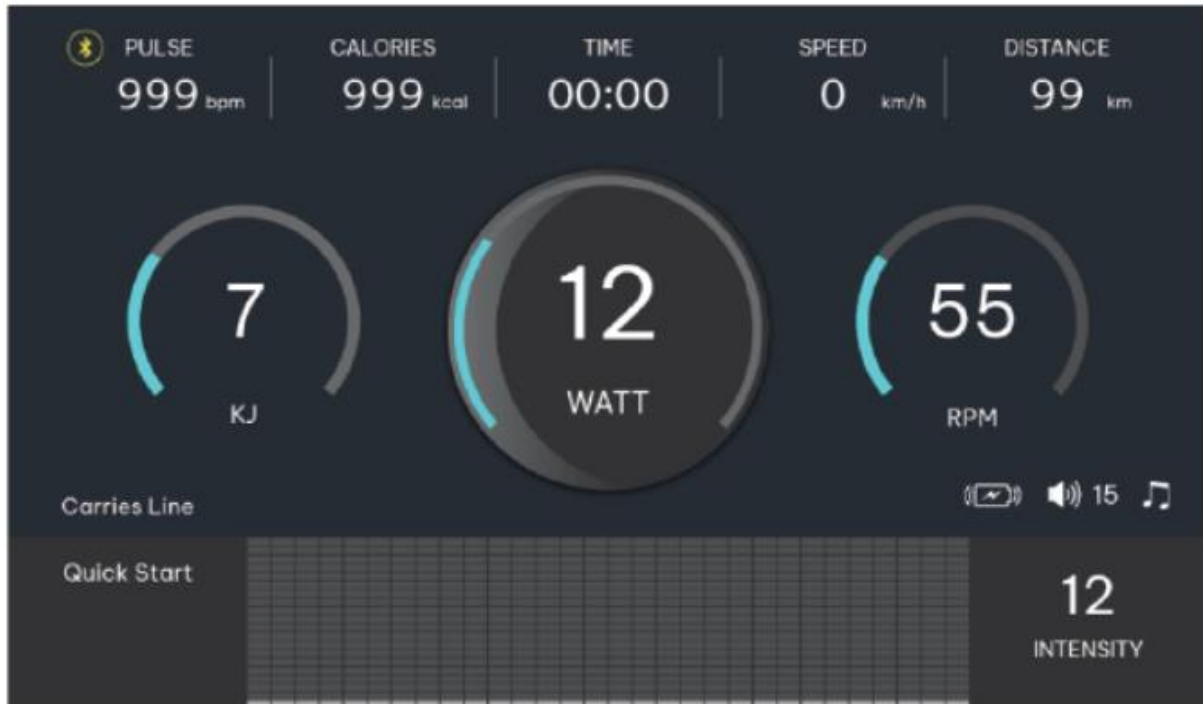 PULSE CALORIES TIME SPEED DISTANCE
999 bpm 999 kcal 00:00 0 km/h 99 km
7 12 55
KJ WATT RPM
15
Carries Line
Quick Start
12
INTENSITY